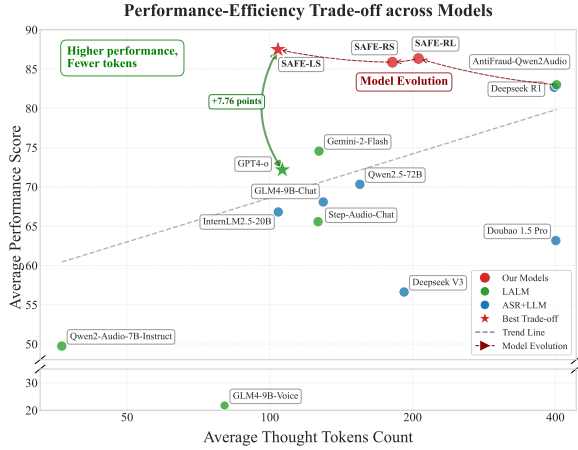 Performance-Efficiency Trade-off across Models
Average Performance Score
90
85
80
75
70
65
60
55
50
30
20
Higher performance,
Fewer tokens
SAFE-LS
SAFE-RS
SAFE-RL
AntiFraud-Qwen2Audio
Deepseek R1
Model Evolution
+7.76 points
Gemini-2-Flash
GPT4-o
Qwen2.5-72B
GLM4-9B-Chat
InternLM2.5-20B
Step-Audio-Chat
Doubao 1.5 Pro
Deepseek V3
Qwen2-Audio-7B-Instruct
GLM4-9B-Voice
Our Models
LALM
ASR+LLM
Best Trade-off
Trend Line
Model Evolution
50
100
200
400
Average Thought Tokens Count